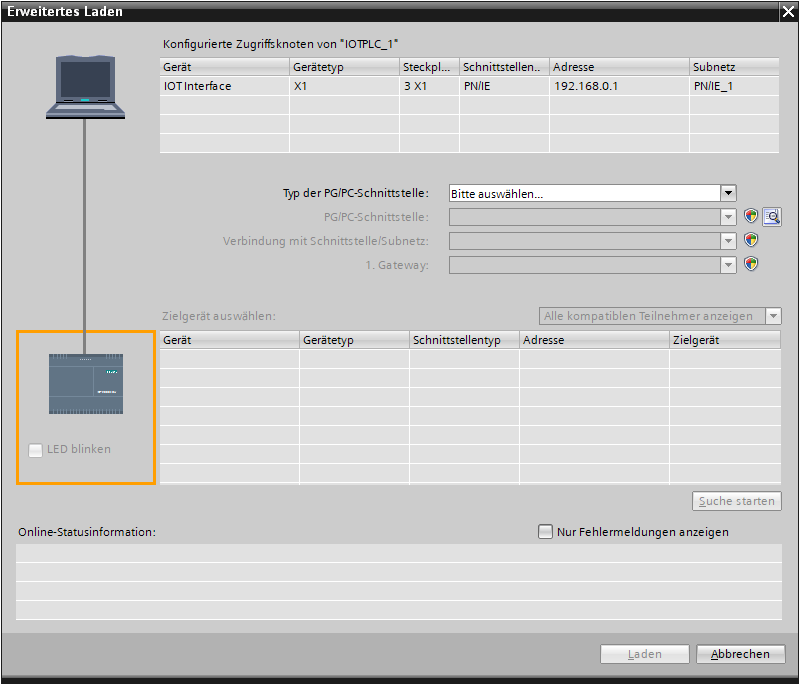 Erweitertes Laden
Konfigurierte Zugriffsknoten von "IOTPLC_1"
Gerät Gerätetyp Steckpl... Schnittstellen.. Adresse Subnetz
IOT Interface X1 3 X1 PN/IE 192.168.0.1 PN/IE_1
Typ der PG/PC-Schnittstelle: Bitte auswählen...
PG/PC-Schnittstelle:
Verbindung mit Schnittstelle/Subnetz:
1. Gateway:
Zielgerät auswählen: Alle kompatiblen Teilnehmer anzeigen
Gerät Gerätetyp Schnittstellentyp Adresse Zielgerät
LED blinken
Suche starten
Online-Statusinformation: Nur Fehlermeldungen anzeigen
Laden Abbrechen